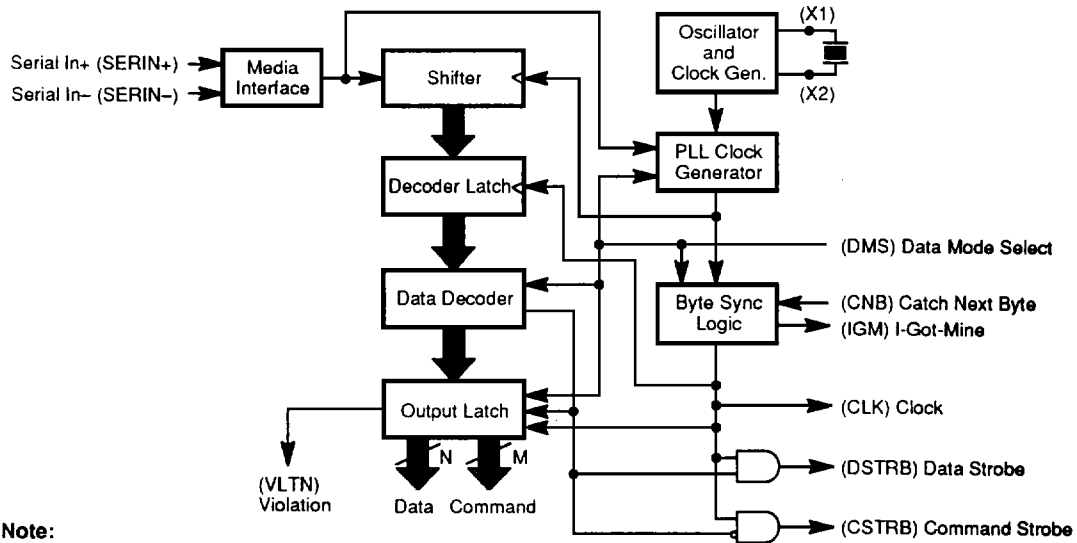 (X1)
Oscillator
and
Clock Gen.
(X2)
Serial In+ (SERIN+)
Serial In– (SERIN–)
Media
Interface
Shifter
PLL Clock
Generator
Decoder Latch
(DMS) Data Mode Select
Data Decoder
Byte Sync
Logic
(CNB) Catch Next Byte
(IGM) I-Got-Mine
Output Latch
(CLK) Clock
N
M
(VLTN)
Violation
Data
Command
(DSTRB) Data Strobe
(CSTRB) Command Strobe
Note: